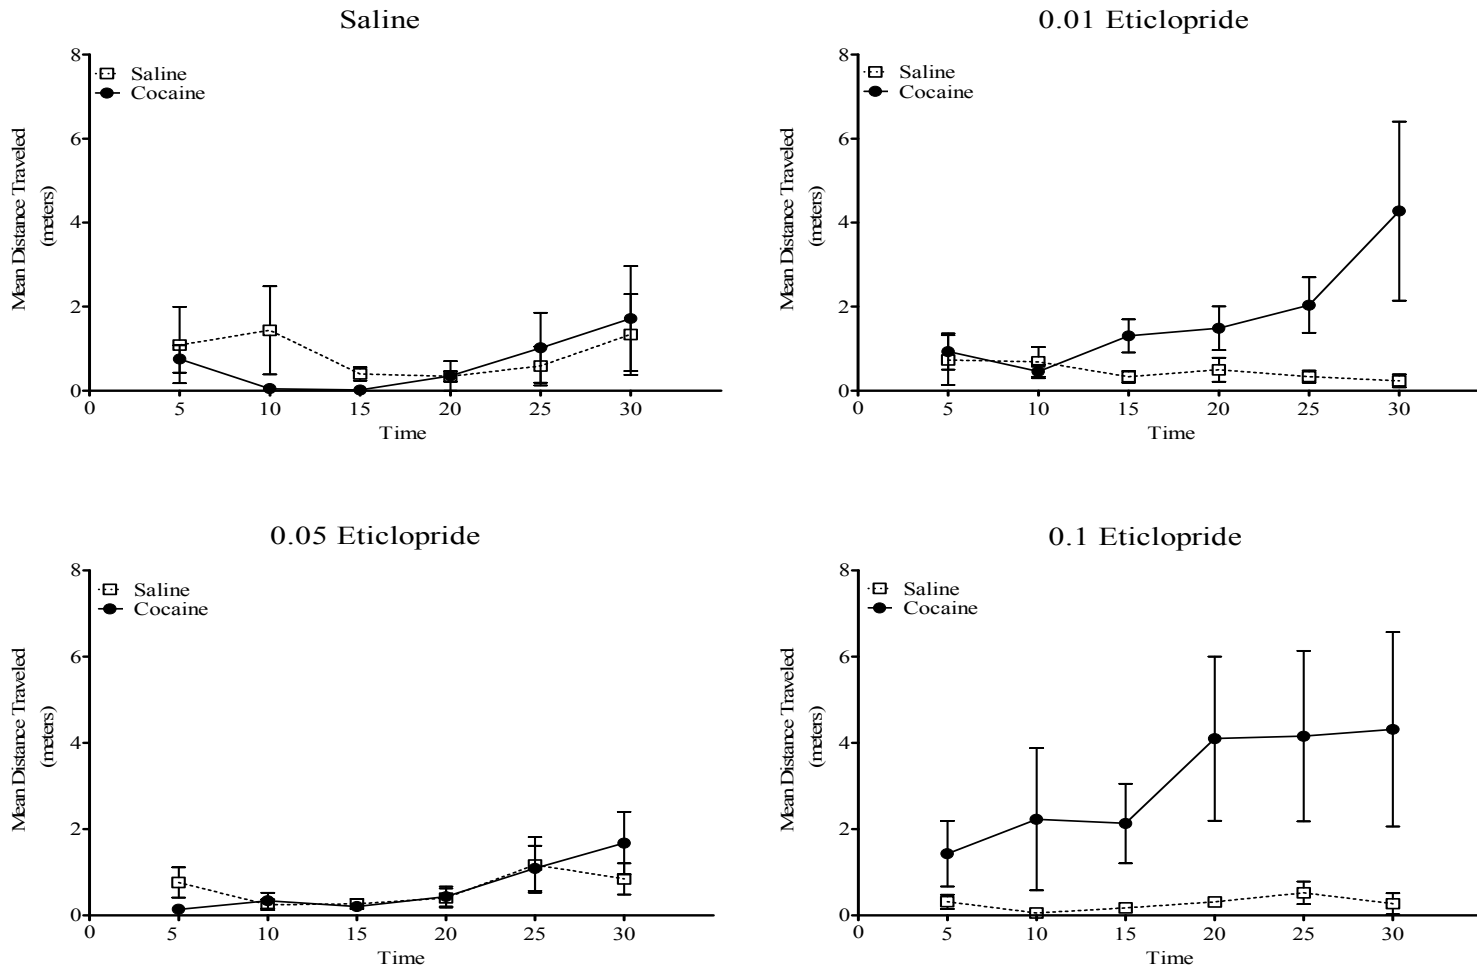 Saline
8
6
4
2
0
Mean Distance Traveled
(meters)
Saline
Cocaine
0 5 10 15 20 25 30
Time
0.01 Eticlopride
8
6
4
2
0
Mean Distance Traveled
(meters)
Saline
Cocaine
0 5 10 15 20 25 30
Time
0.05 Eticlopride
8
6
4
2
0
Mean Distance Traveled
(meters)
Saline
Cocaine
0 5 10 15 20 25 30
Time
0.1 Eticlopride
8
6
4
2
0
Mean Distance Traveled
(meters)
Saline
Cocaine
0 5 10 15 20 25 30
Time